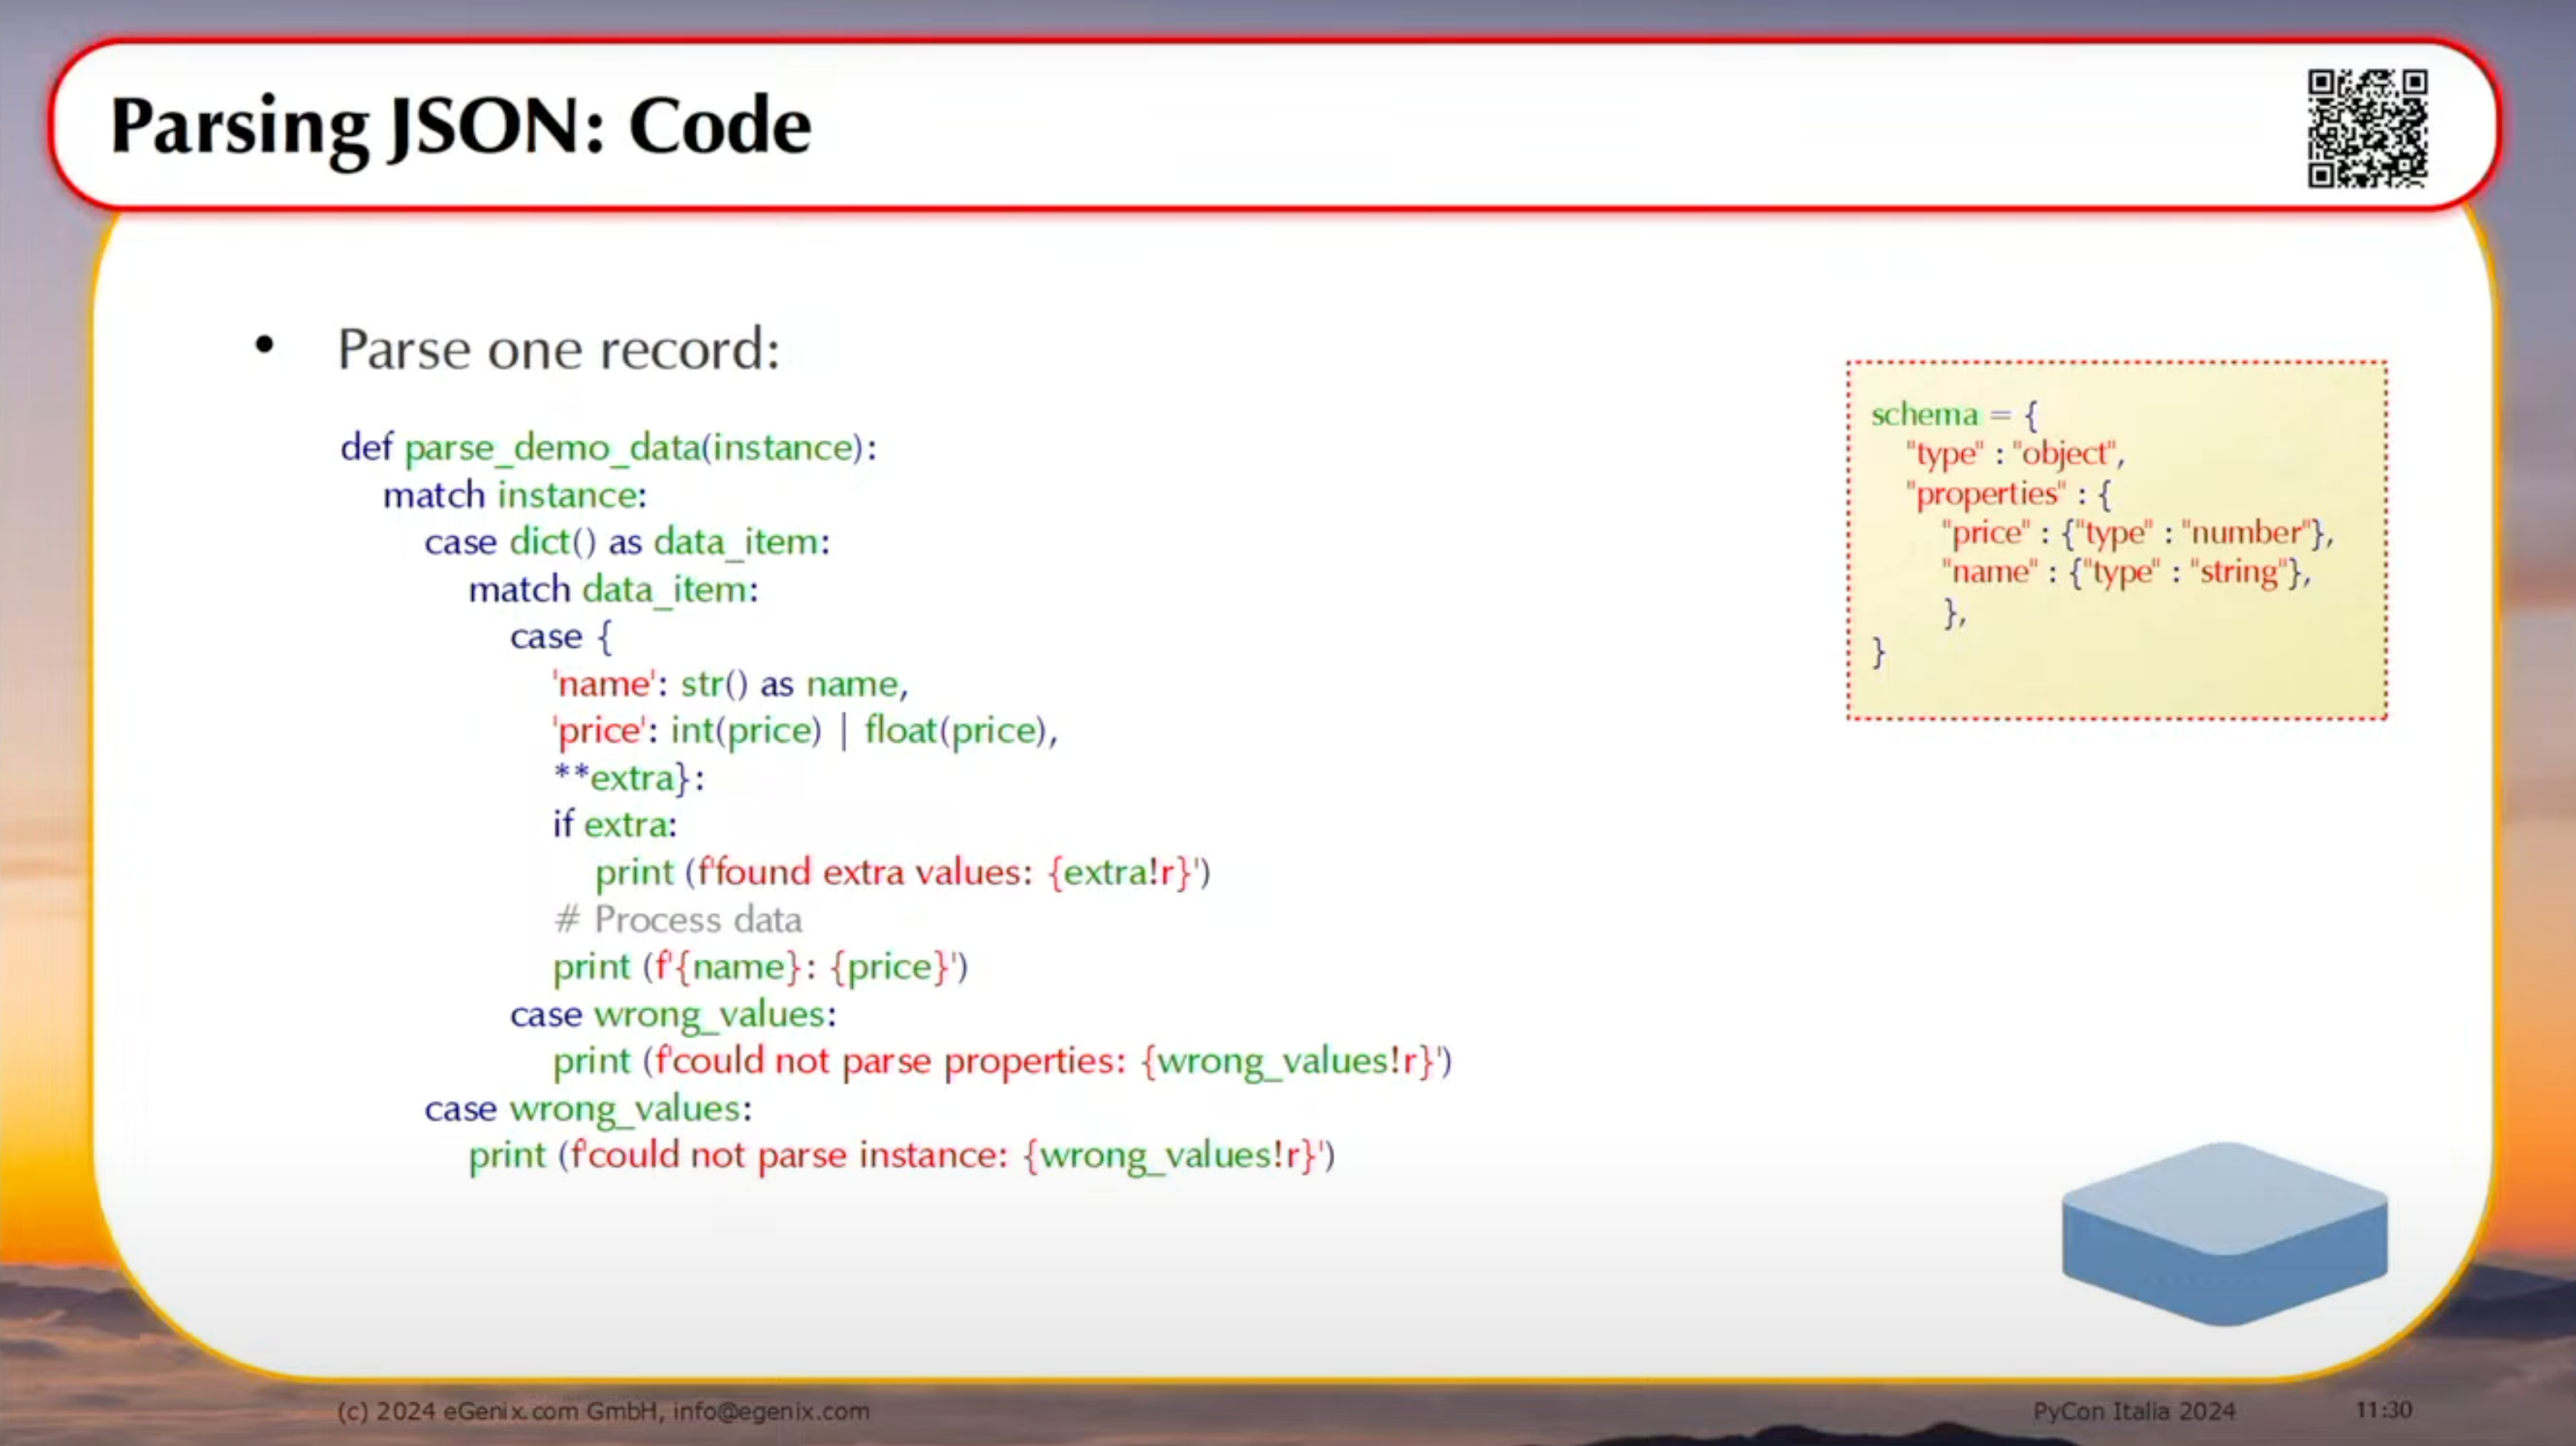 Parsing JSON: Code
• Parse one record:
def parse_demo_data(instance):
    match instance:
        case dict() as data_item:
            match data_item:
                case {
                    'name': str() as name,
                    'price': int(price) | float(price),
                    **extra}:
                    if extra:
                        print (f'found extra values: {extra!r}')
                    # Process data
                    print (f'{name}: {price}')
                case wrong_values:
                    print (f'could not parse properties: {wrong_values!r}')
        case wrong_values:
            print (f'could not parse instance: {wrong_values!r}')
schema = {
    "type" : "object",
    "properties" : {
        "price" : {"type" : "number"},
        "name" : {"type" : "string"},
        },
}
(c) 2024 eGenix.com GmbH, info@egenix.com
PyCon Italia 2024
11:30